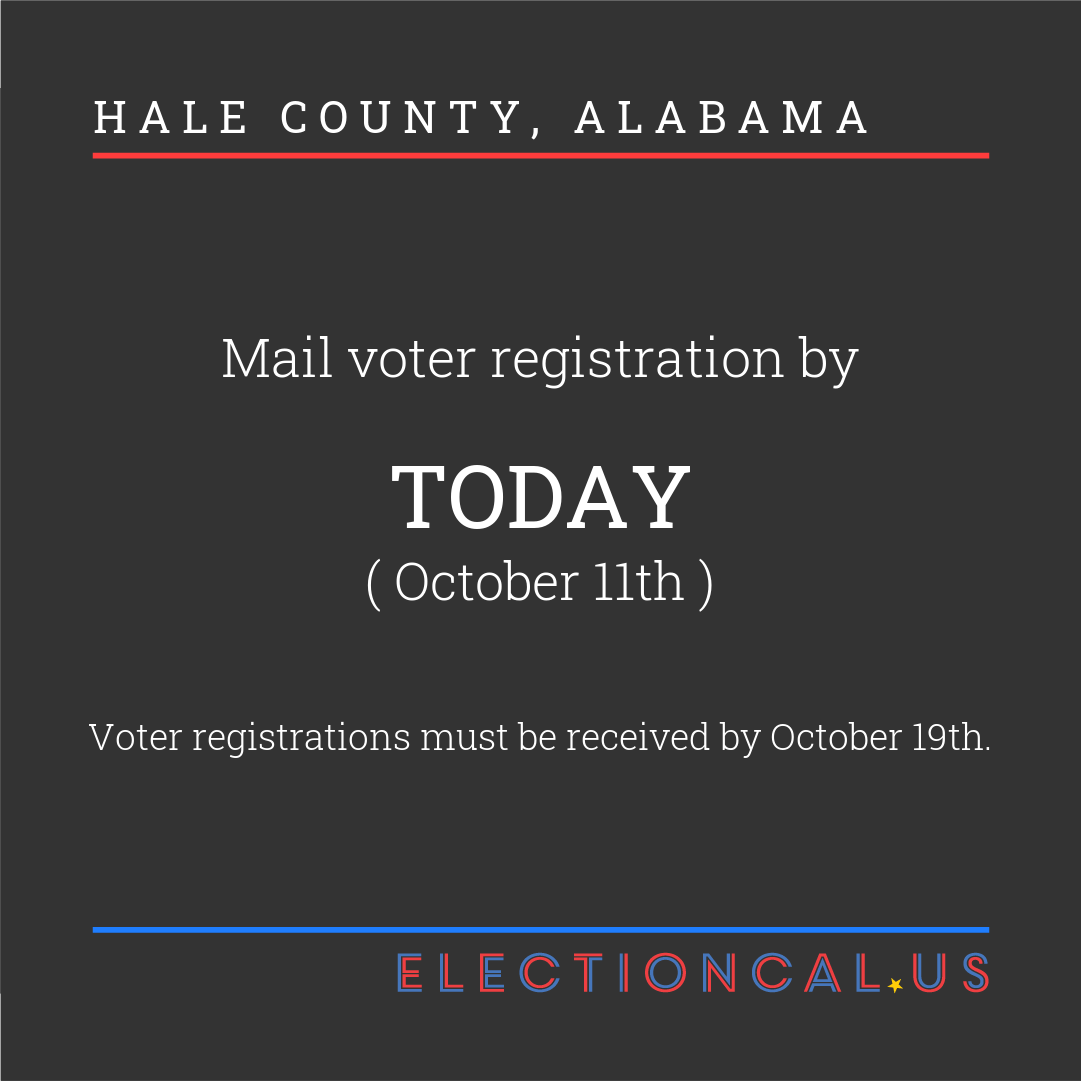 HALE COUNTY, ALABAMA
Mail voter registration by
TODAY
( October 11th )
Voter registrations must be received by October 19th.
ELECTIONCAL.US